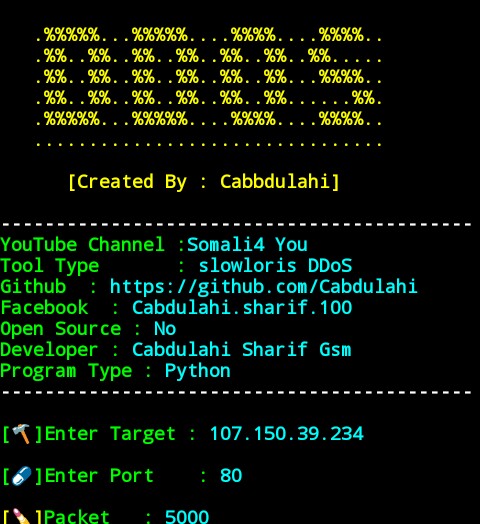 .%%%%%...%%%%%....%%%%....%%%%..
.%%..%%..%%..%%..%%..%%..%%.....
.%%..%%..%%..%%..%%..%%...%%%%..
.%%..%%..%%..%%..%%..%%......%%.
.%%%%%...%%%%%....%%%%....%%%%..
................................
[Created By : Cabbdulahi]
-------------------------------------------
YouTube Channel :Somali4 You
Tool Type : slowloris DDoS
Github : https://github.com/Cabdulahi
Facebook : Cabdulahi.sharif.100
Open Source : No
Developer : Cabdulahi Sharif Gsm
Program Type : Python
-------------------------------------------
[🔨]Enter Target : 107.150.39.234
[💊]Enter Port : 80
[🪓]Packet : 5000